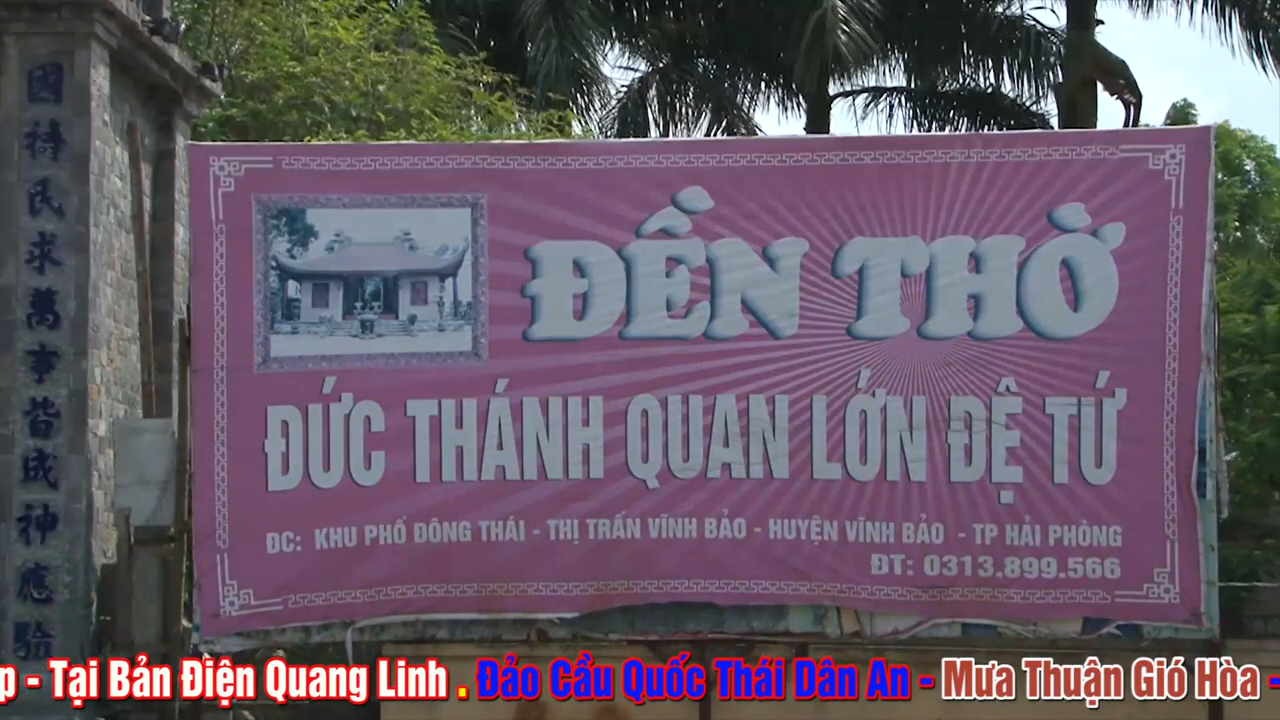 國禱民求萬事皆成神應驗
ĐỀN THỜ
ĐỨC THÁNH QUAN LỚN ĐỆ TỨ
ĐC: KHU PHỐ ĐÔNG THÁI - THỊ TRẤN VĨNH BẢO - HUYỆN VĨNH BẢO - TP HẢI PHÒNG
ĐT: 0313.899.566
p - Tại Bản Điện Quang Linh . Đảo Cầu Quốc Thái Dân An - Mưa Thuận Gió Hòa -